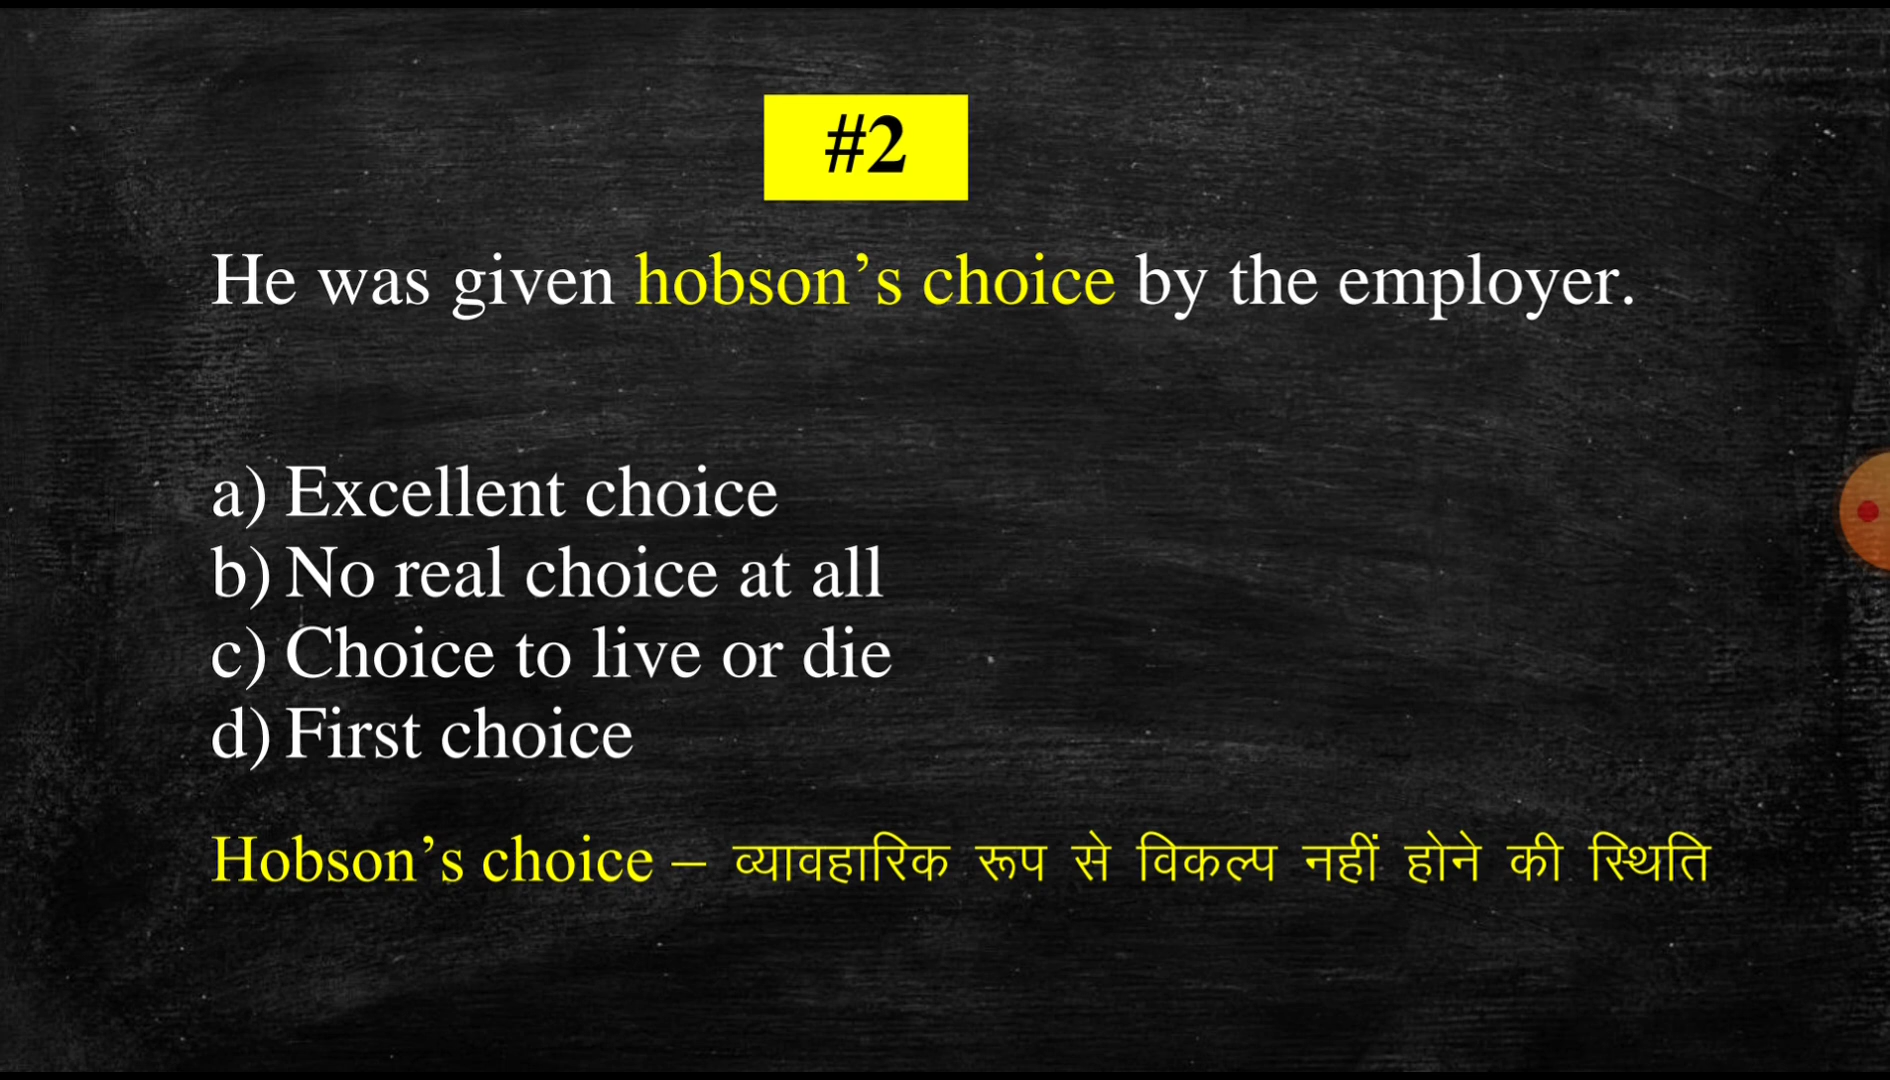 #2
He was given hobson’s choice by the employer.
a) Excellent choice
b) No real choice at all
c) Choice to live or die
d) First choice
Hobson’s choice – व्यावहारिक रूप से विकल्प नहीं होने की स्थिति